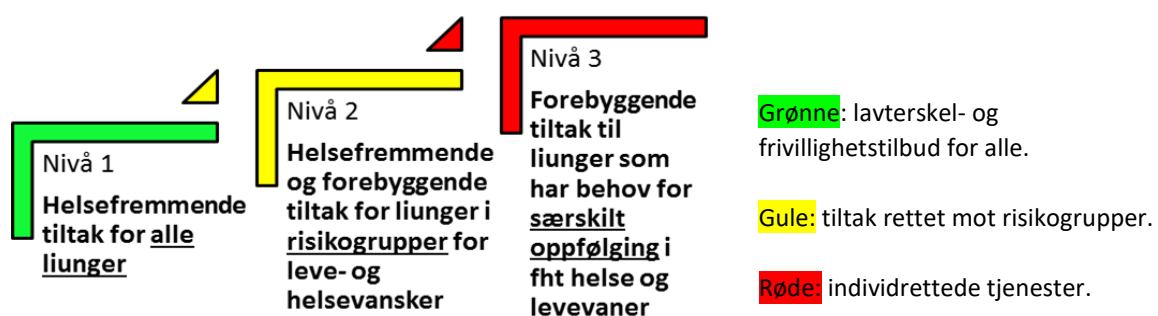 Nivå 1
Helsefremmende
tiltak for alle
liunger
Nivå 2
Helsefremmende
og forebyggende
tiltak for liunger i
risikogrupper for
leve- og
helsevansker
Nivå 3
Forebyggende
tiltak til
liunger som
har behov for
særskilt
oppfølging i
fht helse og
levevaner
Grønne: lavterskel- og
frivillighetstilbud for alle.
Gule: tiltak rettet mot risikogrupper.
Røde: individrettede tjenester.